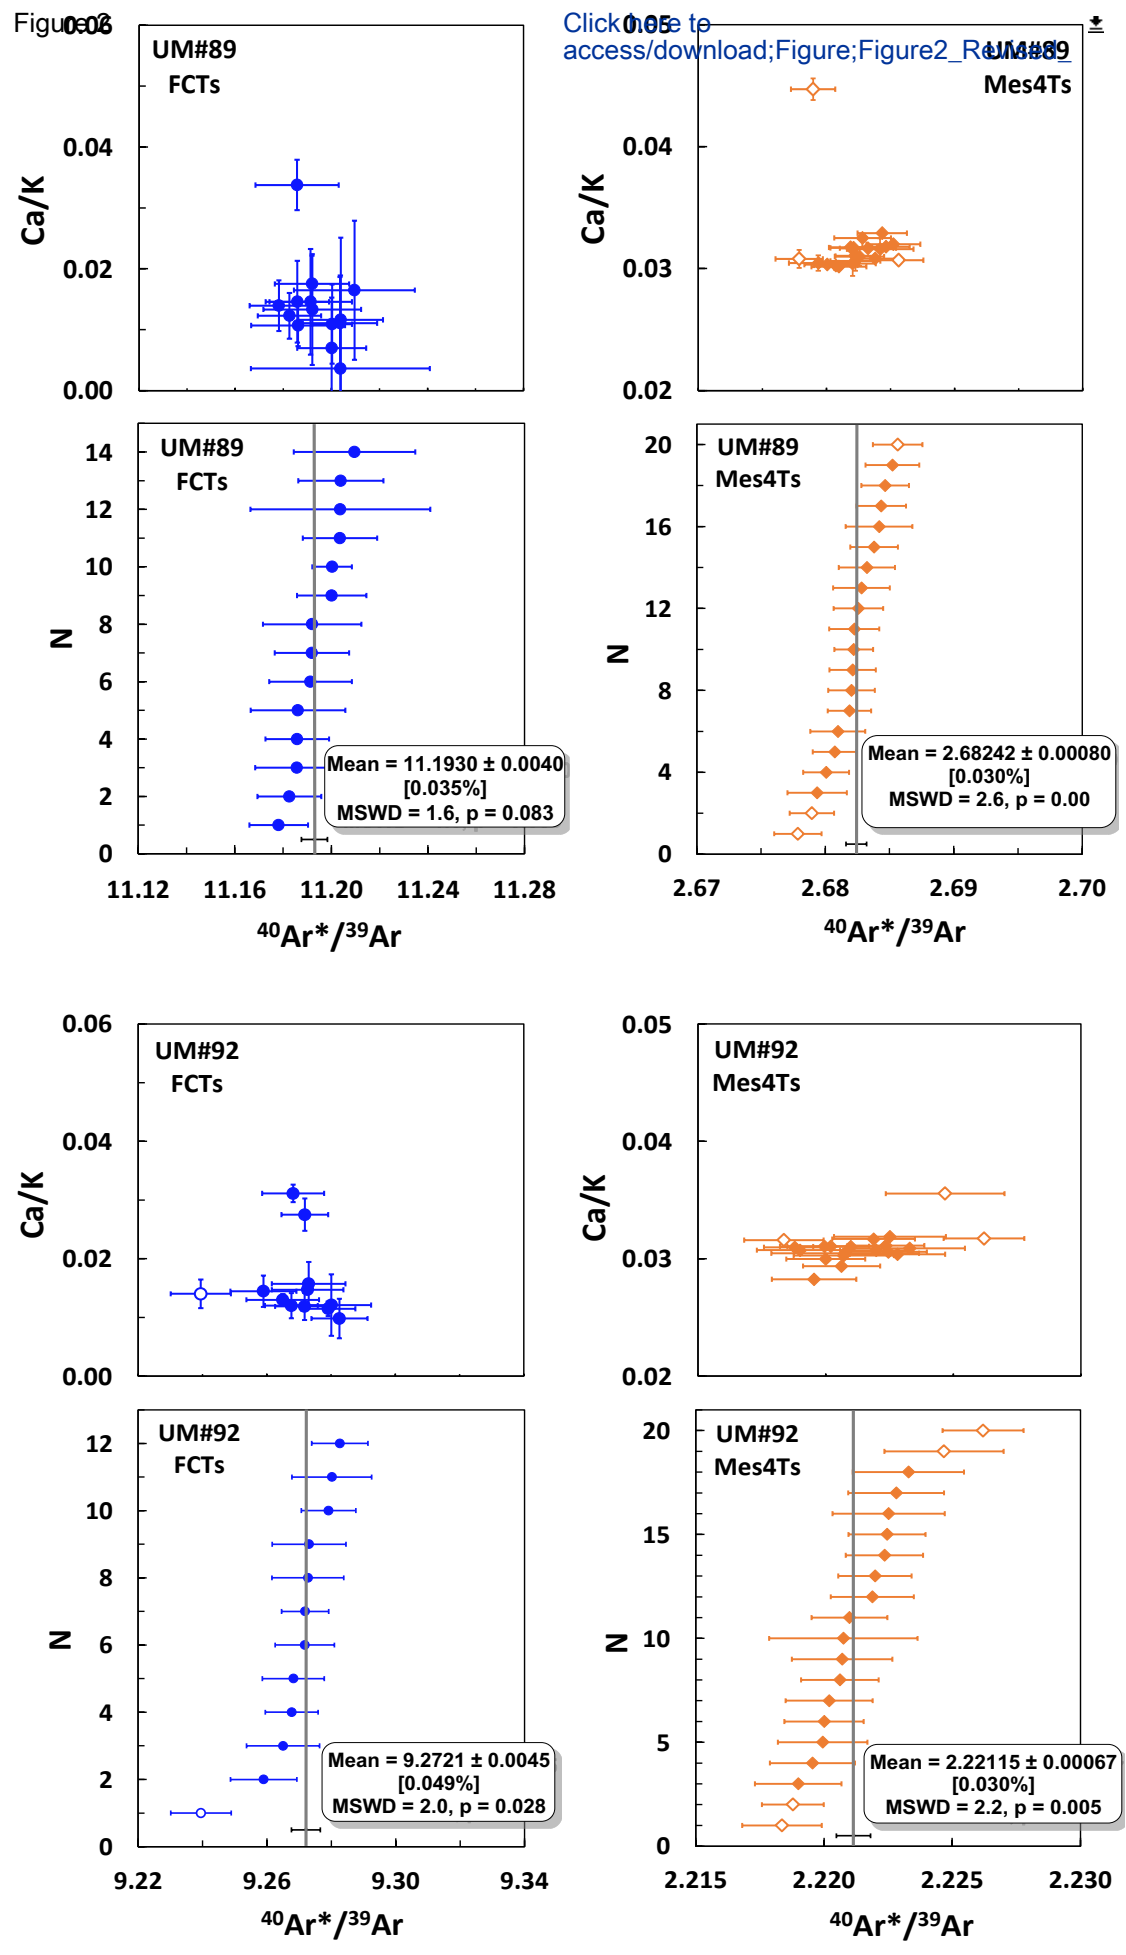 Figure 2
Click here to
access/download;Figure;Figure2_Revised_
UM#89
FCTs
Ca/K
0.06
0.04
0.02
0.00
UM#89
Mes4Ts
Ca/K
0.05
0.04
0.03
0.02
UM#89
FCTs
N
14
12
10
8
6
4
2
0
Mean = 11.1930 ± 0.0040
[0.035%]
MSWD = 1.6, p = 0.083
11.12 11.16 11.20 11.24 11.28
40Ar*/39Ar
UM#89
Mes4Ts
N
20
16
12
8
4
0
Mean = 2.68242 ± 0.00080
[0.030%]
MSWD = 2.6, p = 0.00
2.67 2.68 2.69 2.70
40Ar*/39Ar
UM#92
FCTs
Ca/K
0.06
0.04
0.02
0.00
UM#92
Mes4Ts
Ca/K
0.05
0.04
0.03
0.02
UM#92
FCTs
N
12
10
8
6
4
2
0
Mean = 9.2721 ± 0.0045
[0.049%]
MSWD = 2.0, p = 0.028
9.22 9.26 9.30 9.34
40Ar*/39Ar
UM#92
Mes4Ts
N
20
15
10
5
0
Mean = 2.22115 ± 0.00067
[0.030%]
MSWD = 2.2, p = 0.005
2.215 2.220 2.225 2.230
40Ar*/39Ar